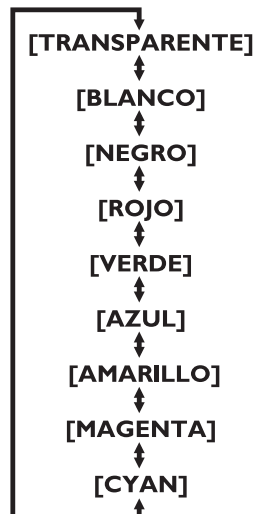 [TRANSPARENTE]
[BLANCO]
[NEGRO]
[ROJO]
[VERDE]
[AZUL]
[AMARILLO]
[MAGENTA]
[CYAN]